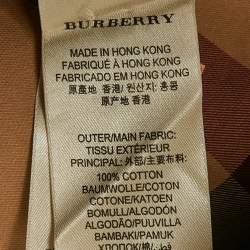 BURBERRY
MADE IN HONG KONG
FABRIQUÉ À HONG KONG
FABRICADO EM HONG KONG
原產地 香港/ 원산지: 홍콩
原产地 香港
OUTER/MAIN FABRIC:
TISSU EXTÉRIEUR
PRINCIPAL: 外部/主要布料:
100% COTTON
BAUMWOLLE/COTON
COTONE/KATOEN
BOMULL/ALGODÓN
ALGODÃO/PUUVILLA
BAMBAKI/PAMUK
ХЛОПОК/